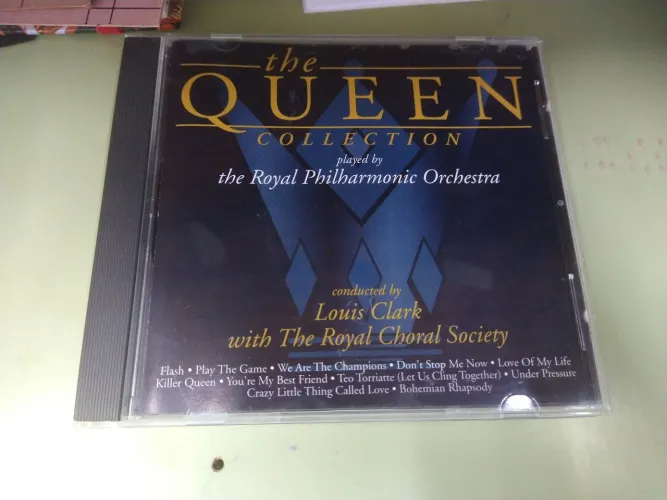 the
QUEEN
COLLECTION
played by
the Royal Philharmonic Orchestra
conducted by
Louis Clark
with The Royal Choral Society
Flash • Play The Game • We Are The Champions • Don't Stop Me Now • Love Of My Life
Killer Queen • You're My Best Friend • Teo Torriatte (Let Us Cling Together) • Under Pressure
Crazy Little Thing Called Love • Bohemian Rhapsody